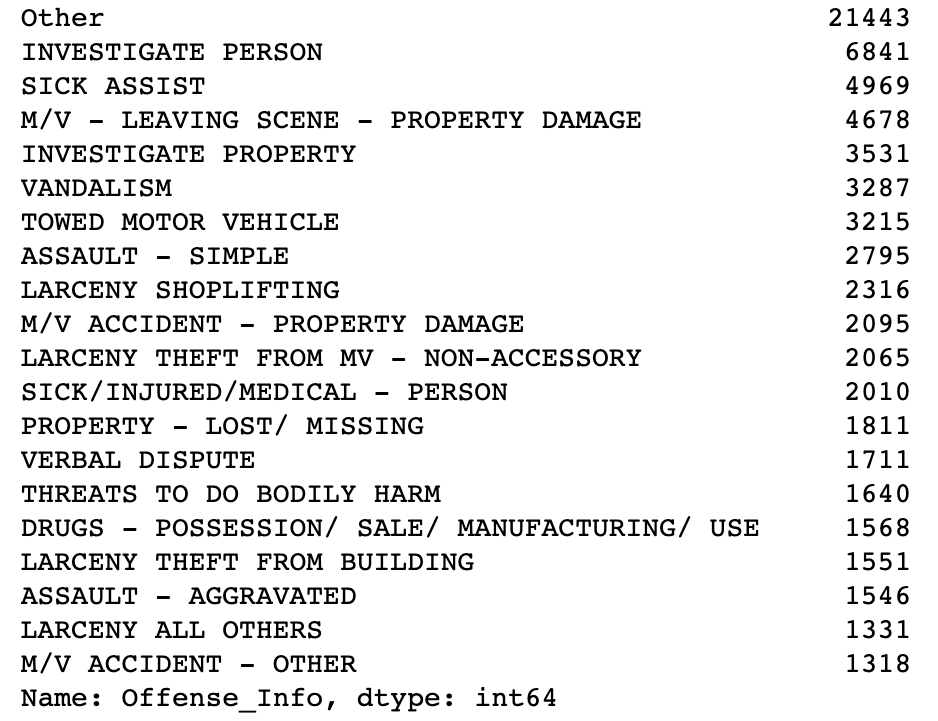 Other 21443
INVESTIGATE PERSON 6841
SICK ASSIST 4969
M/V - LEAVING SCENE - PROPERTY DAMAGE 4678
INVESTIGATE PROPERTY 3531
VANDALISM 3287
TOWED MOTOR VEHICLE 3215
ASSAULT - SIMPLE 2795
LARCENY SHOPLIFTING 2316
M/V ACCIDENT - PROPERTY DAMAGE 2095
LARCENY THEFT FROM MV - NON-ACCESSORY 2065
SICK/INJURED/MEDICAL - PERSON 2010
PROPERTY - LOST/ MISSING 1811
VERBAL DISPUTE 1711
THREATS TO DO BODILY HARM 1640
DRUGS - POSSESSION/ SALE/ MANUFACTURING/ USE 1568
LARCENY THEFT FROM BUILDING 1551
ASSAULT - AGGRAVATED 1546
LARCENY ALL OTHERS 1331
M/V ACCIDENT - OTHER 1318
Name: Offense_Info, dtype: int64